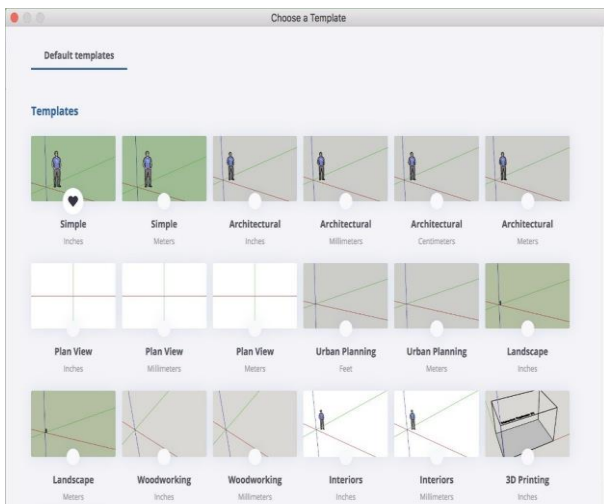 Choose a Template
Default templates
Templates
Simple Simple Architectural Architectural Architectural Architectural
Inches Meters Inches Millimeters Centimeters Meters
Plan View Plan View Plan View Urban Planning Urban Planning Landscape
Inches Millimeters Meters Feet Meters Inches
Landscape Woodworking Woodworking Interiors Interiors 3D Printing
Meters Inches Millimeters Inches Millimeters Inches